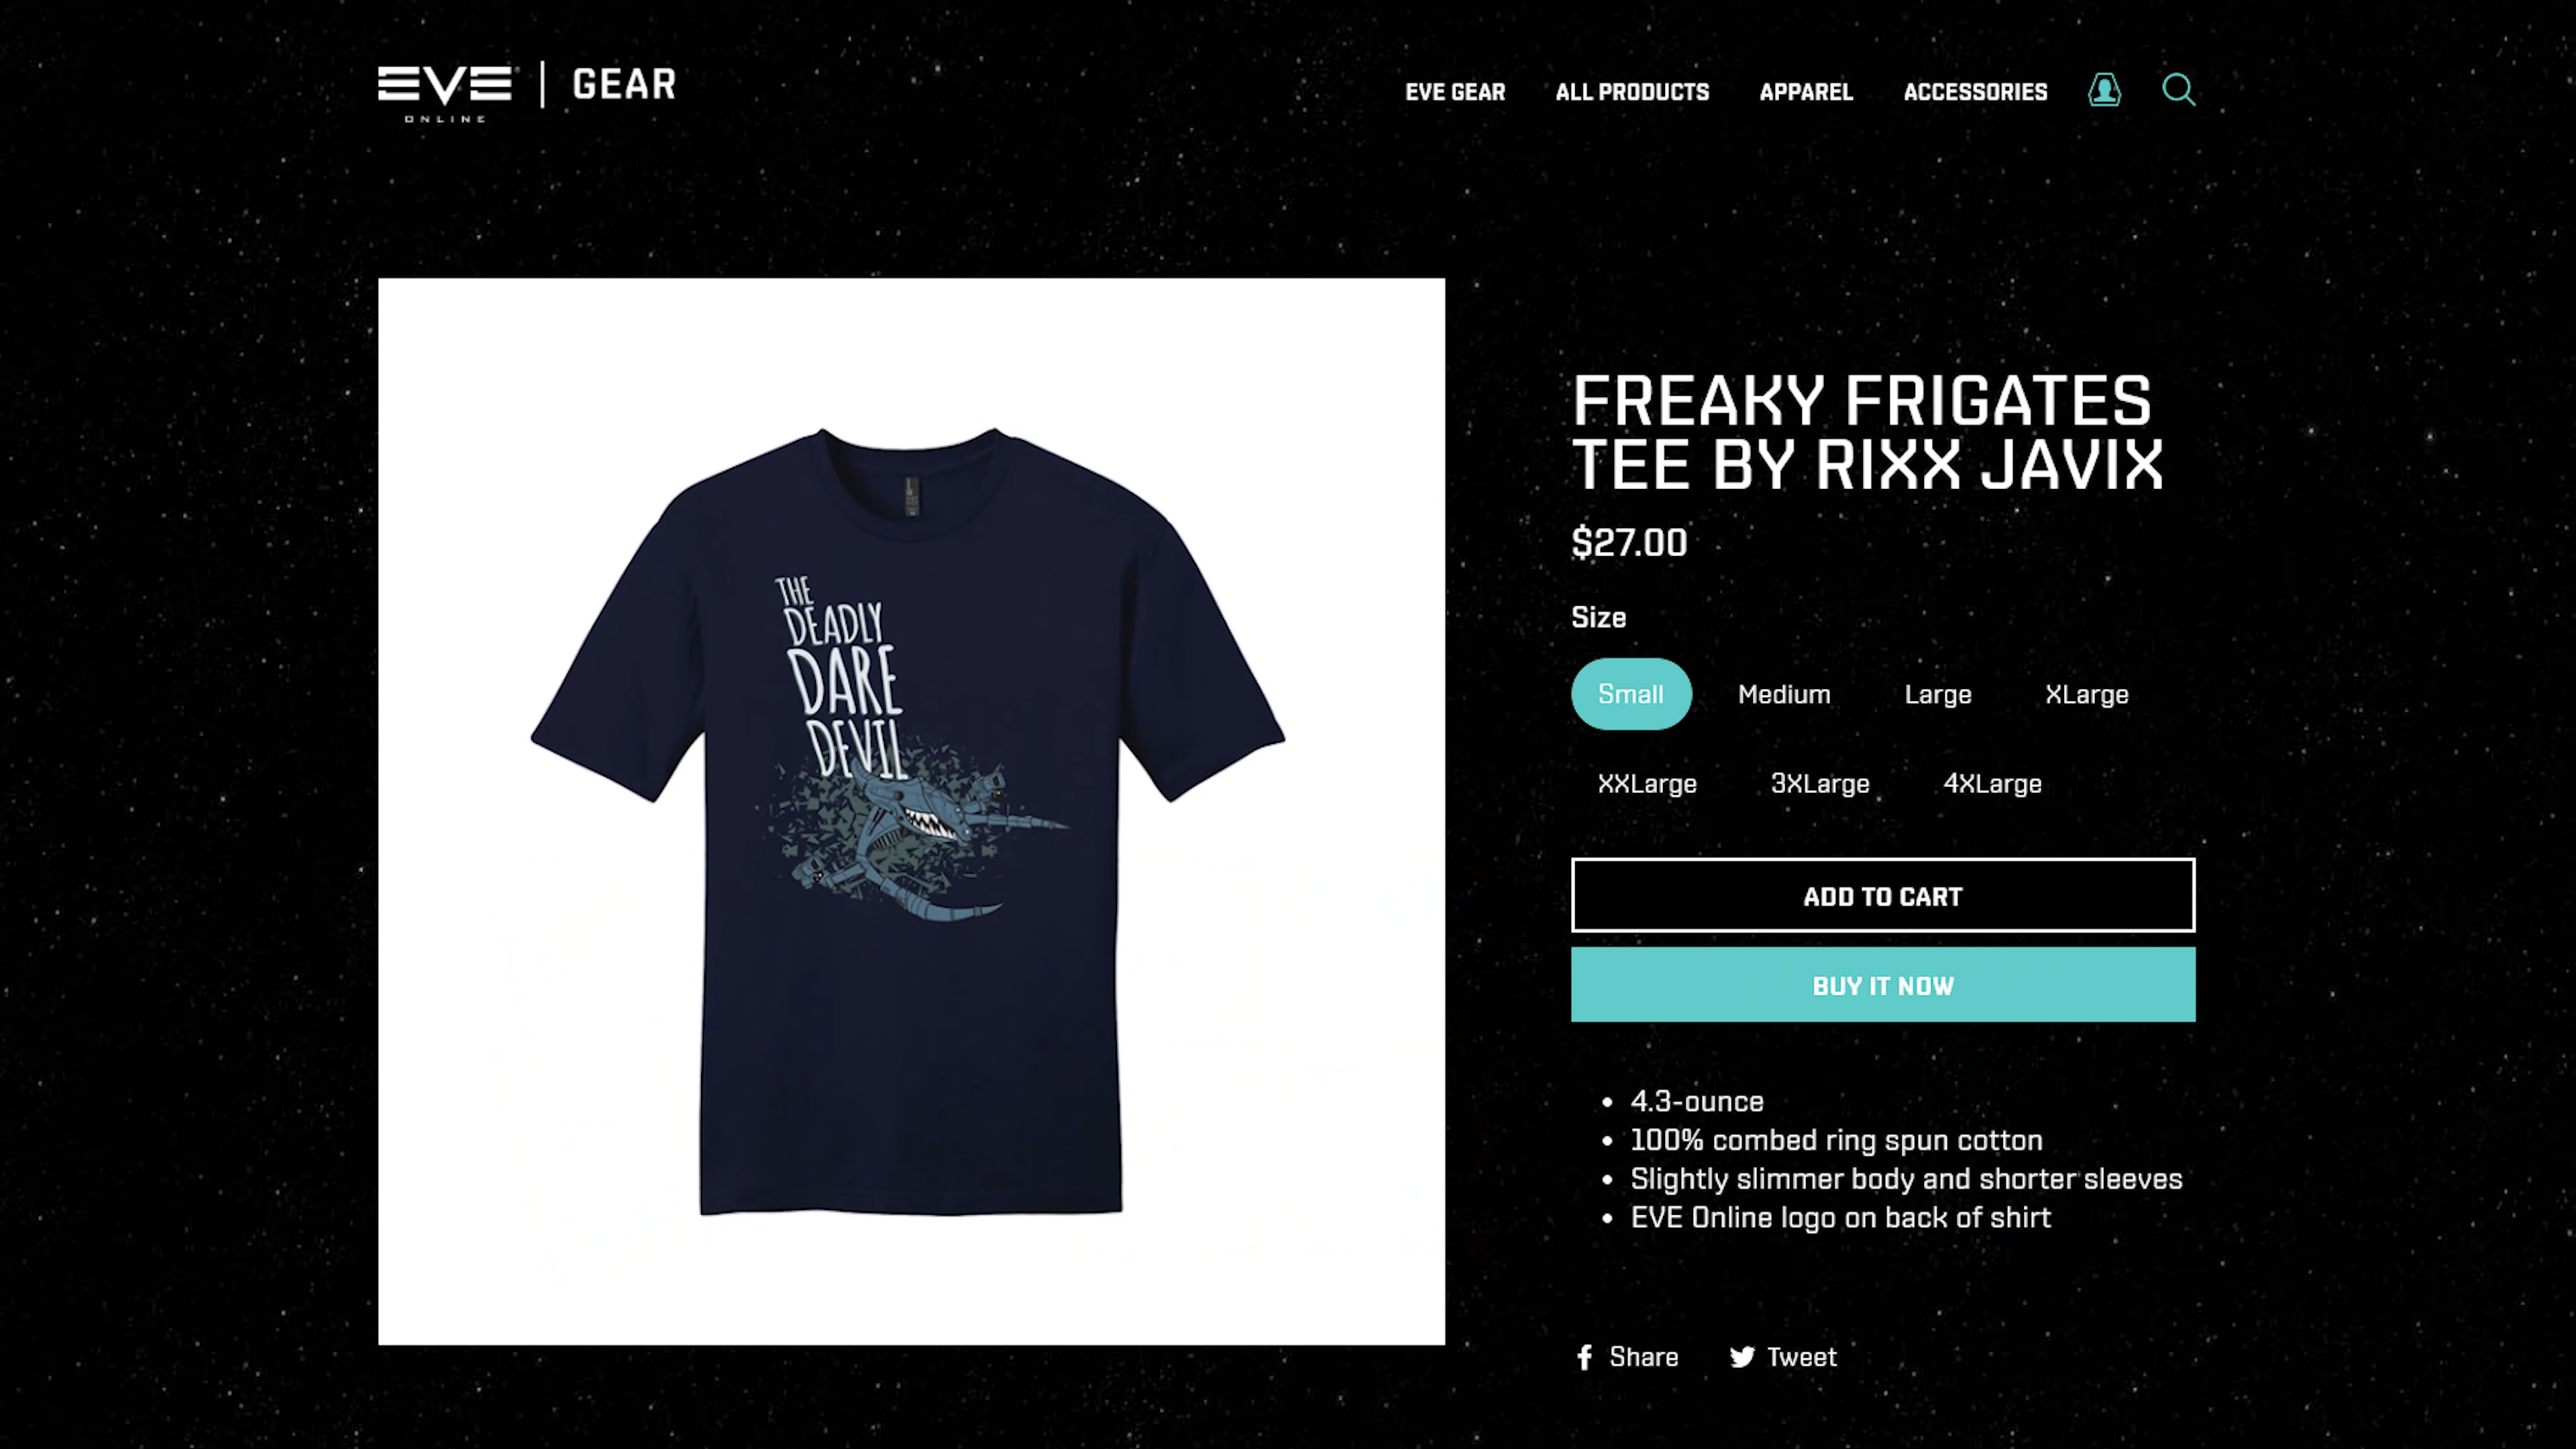 EVE
ONLINE
GEAR
EVE GEAR
ALL PRODUCTS
APPAREL
ACCESSORIES
THE
DEADLY
DARE
DEVIL
FREAKY FRIGATES
TEE BY RIXX JAVIX
$27.00
Size
Small
Medium
Large
XLarge
XXLarge
3XLarge
4XLarge
ADD TO CART
BUY IT NOW
• 4.3-ounce
• 100% combed ring spun cotton
• Slightly slimmer body and shorter sleeves
• EVE Online logo on back of shirt
Share
Tweet